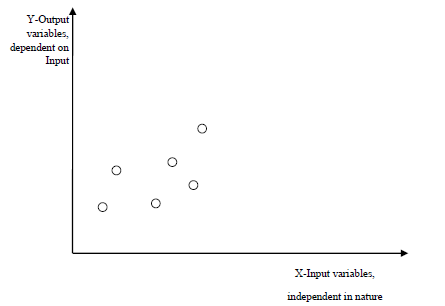 Y-Output
variables,
dependent on
Input
X-Input variables,
independent in nature